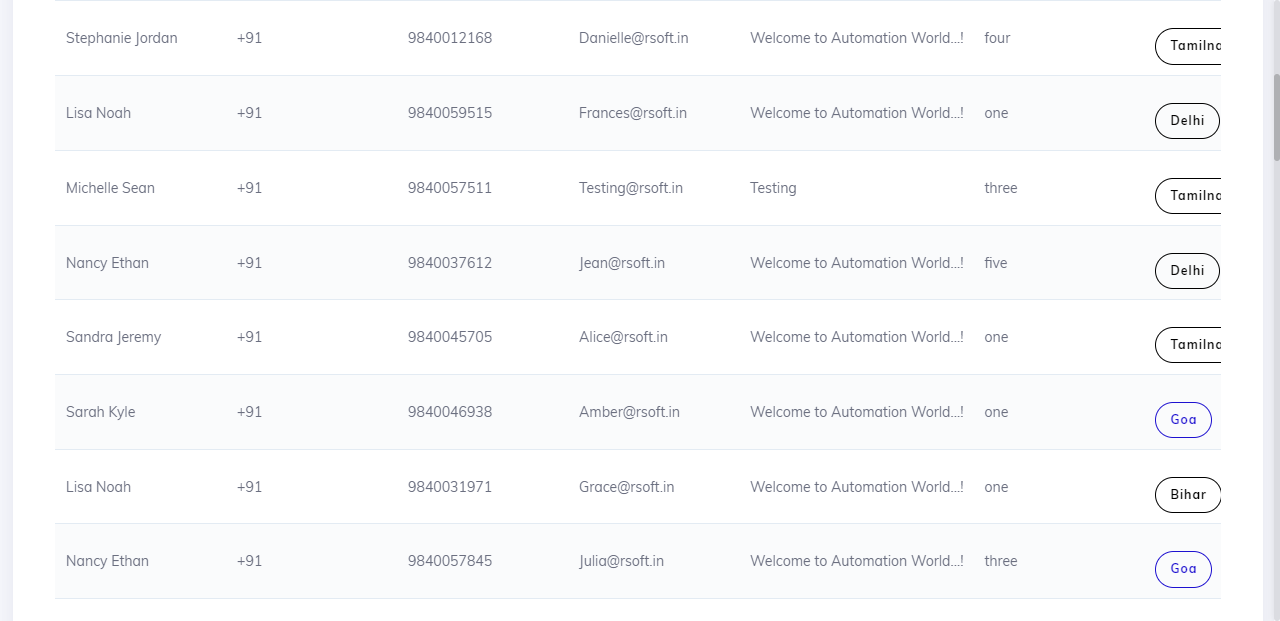 Stephanie Jordan +91 9840012168 Danielle@rsoft.in Welcome to Automation World...! four Tamilna
Lisa Noah +91 9840059515 Frances@rsoft.in Welcome to Automation World...! one Delhi
Michelle Sean +91 9840057511 Testing@rsoft.in Testing three Tamilna
Nancy Ethan +91 9840037612 Jean@rsoft.in Welcome to Automation World...! five Delhi
Sandra Jeremy +91 9840045705 Alice@rsoft.in Welcome to Automation World...! one Tamilna
Sarah Kyle +91 9840046938 Amber@rsoft.in Welcome to Automation World...! one Goa
Lisa Noah +91 9840031971 Grace@rsoft.in Welcome to Automation World...! one Bihar
Nancy Ethan +91 9840057845 Julia@rsoft.in Welcome to Automation World...! three Goa